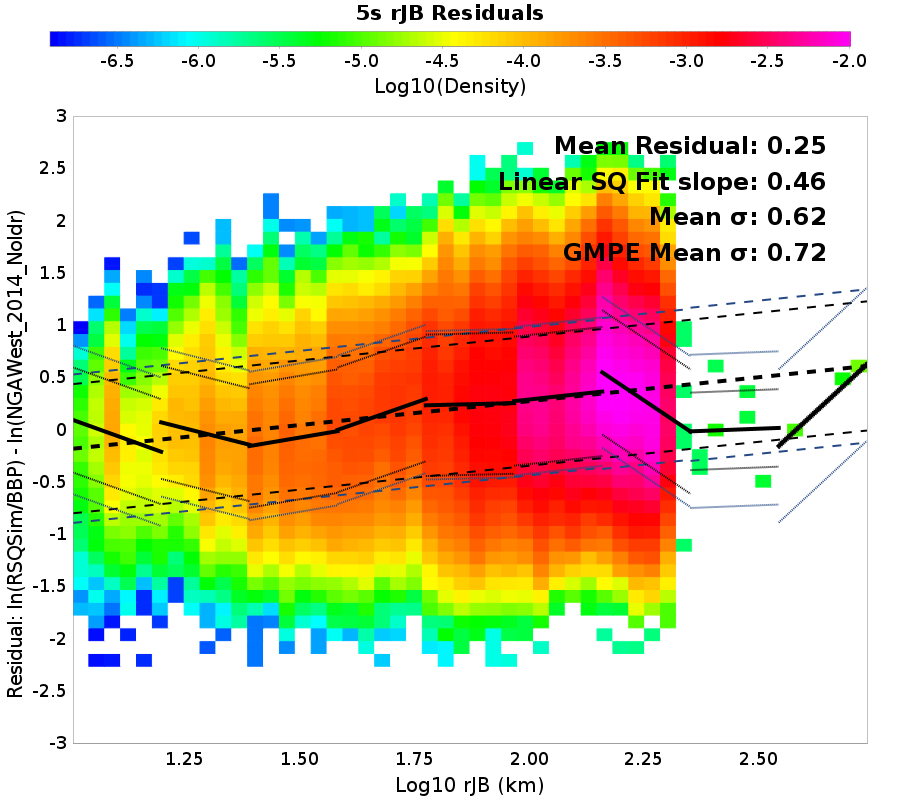 5s rJB Residuals
-6.5 -6.0 -5.5 -5.0 -4.5 -4.0 -3.5 -3.0 -2.5 -2.0
Log10(Density)
Mean Residual: 0.25
Linear SQ Fit slope: 0.46
Mean σ: 0.62
GMPE Mean σ: 0.72
Residual: ln(RSQSim/BBP) - ln(NGAWest_2014_NoIdr)
3
2.5
2
1.5
1
0.5
0
-0.5
-1
-1.5
-2
-2.5
-3
1.25 1.50 1.75 2.00 2.25 2.50
Log10 rJB (km)